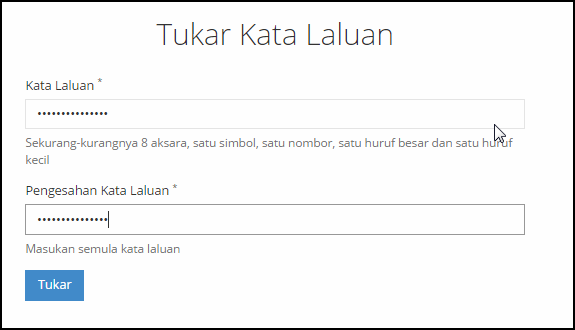 Tukar Kata Laluan
Kata Laluan *
•••••••••••••••
Sekurang-kurangnya 8 aksara, satu simbol, satu nombor, satu huruf besar dan satu huruf
kecil
Pengesahan Kata Laluan *
•••••••••••••••
Masukan semula kata laluan
Tukar